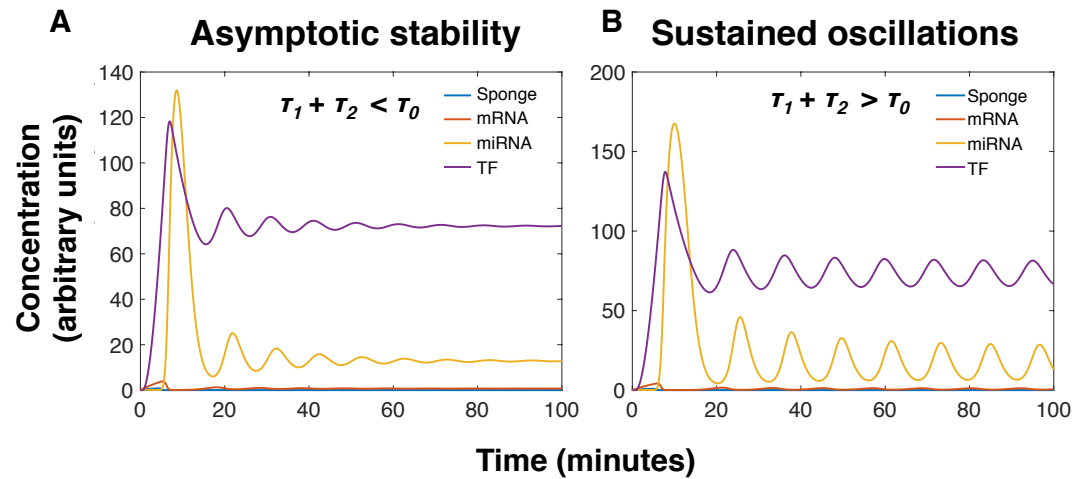 A
Asymptotic stability
B
Sustained oscillations
Concentration
(arbitrary units)
140
120
100
80
60
40
20
0
τ1 + τ2 < τ0
Sponge
mRNA
miRNA
TF
0 20 40 60 80 100
200
150
100
50
0
τ1 + τ2 > τ0
Sponge
mRNA
miRNA
TF
0 20 40 60 80 100
Time (minutes)